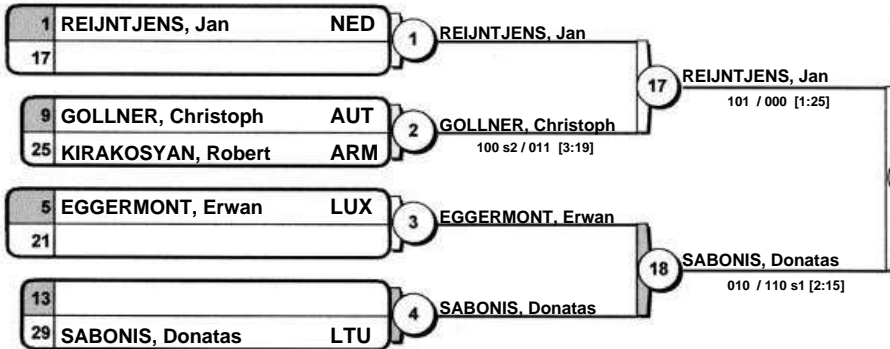 1 REIJNTJENS, Jan NED
17
1 REIJNTJENS, Jan
9 GOLLNER, Christoph AUT
25 KIRAKOSYAN, Robert ARM
2 GOLLNER, Christoph
100 s2 / 011 [3:19]
17 REIJNTJENS, Jan
101 / 000 [1:25]
5 EGGERMONT, Erwan LUX
21
3 EGGERMONT, Erwan
13
29 SABONIS, Donatas LTU
4 SABONIS, Donatas
18 SABONIS, Donatas
010 / 110 s1 [2:15]